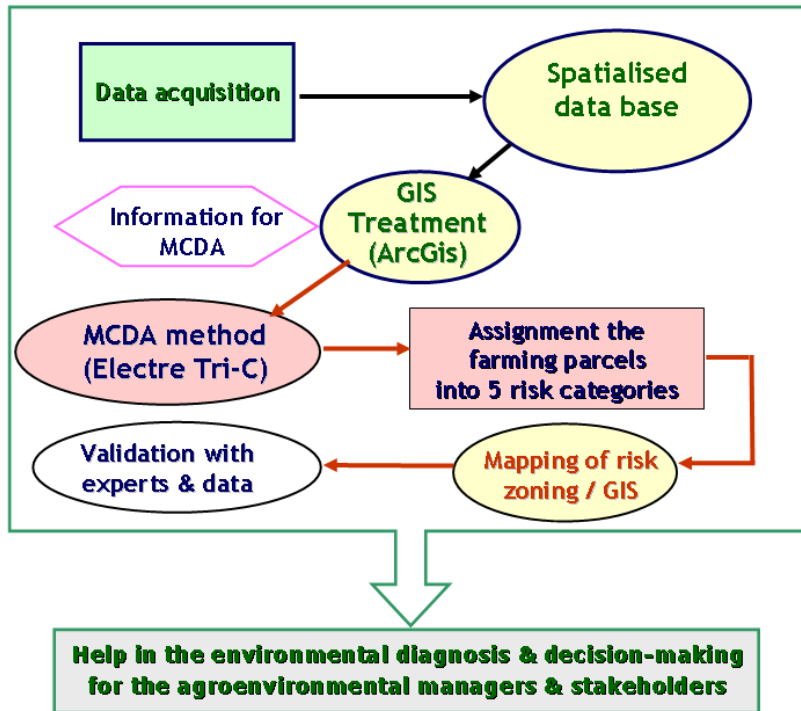 Data acquisition
Spatialised
data base
GIS
Treatment
(ArcGis)
Information for
MCDA
MCDA method
(Electre Tri-C)
Assignment the
farming parcels
into 5 risk categories
Mapping of risk
zoning / GIS
Validation with
experts & data
Help in the environmental diagnosis & decision-making
for the agroenvironmental managers & stakeholders